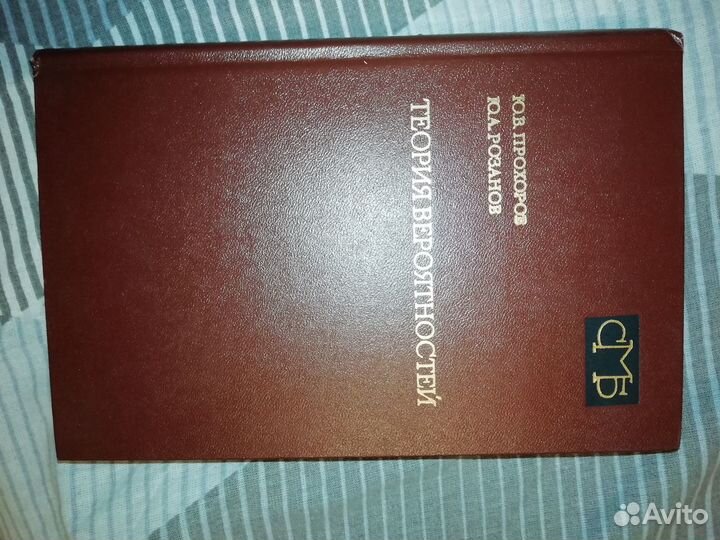 Ю.В. ПРОХОРОВ
Ю.А. РОЗАНОВ
ТЕОРИЯ ВЕРОЯТНОСТЕЙ
СМБ
Avito